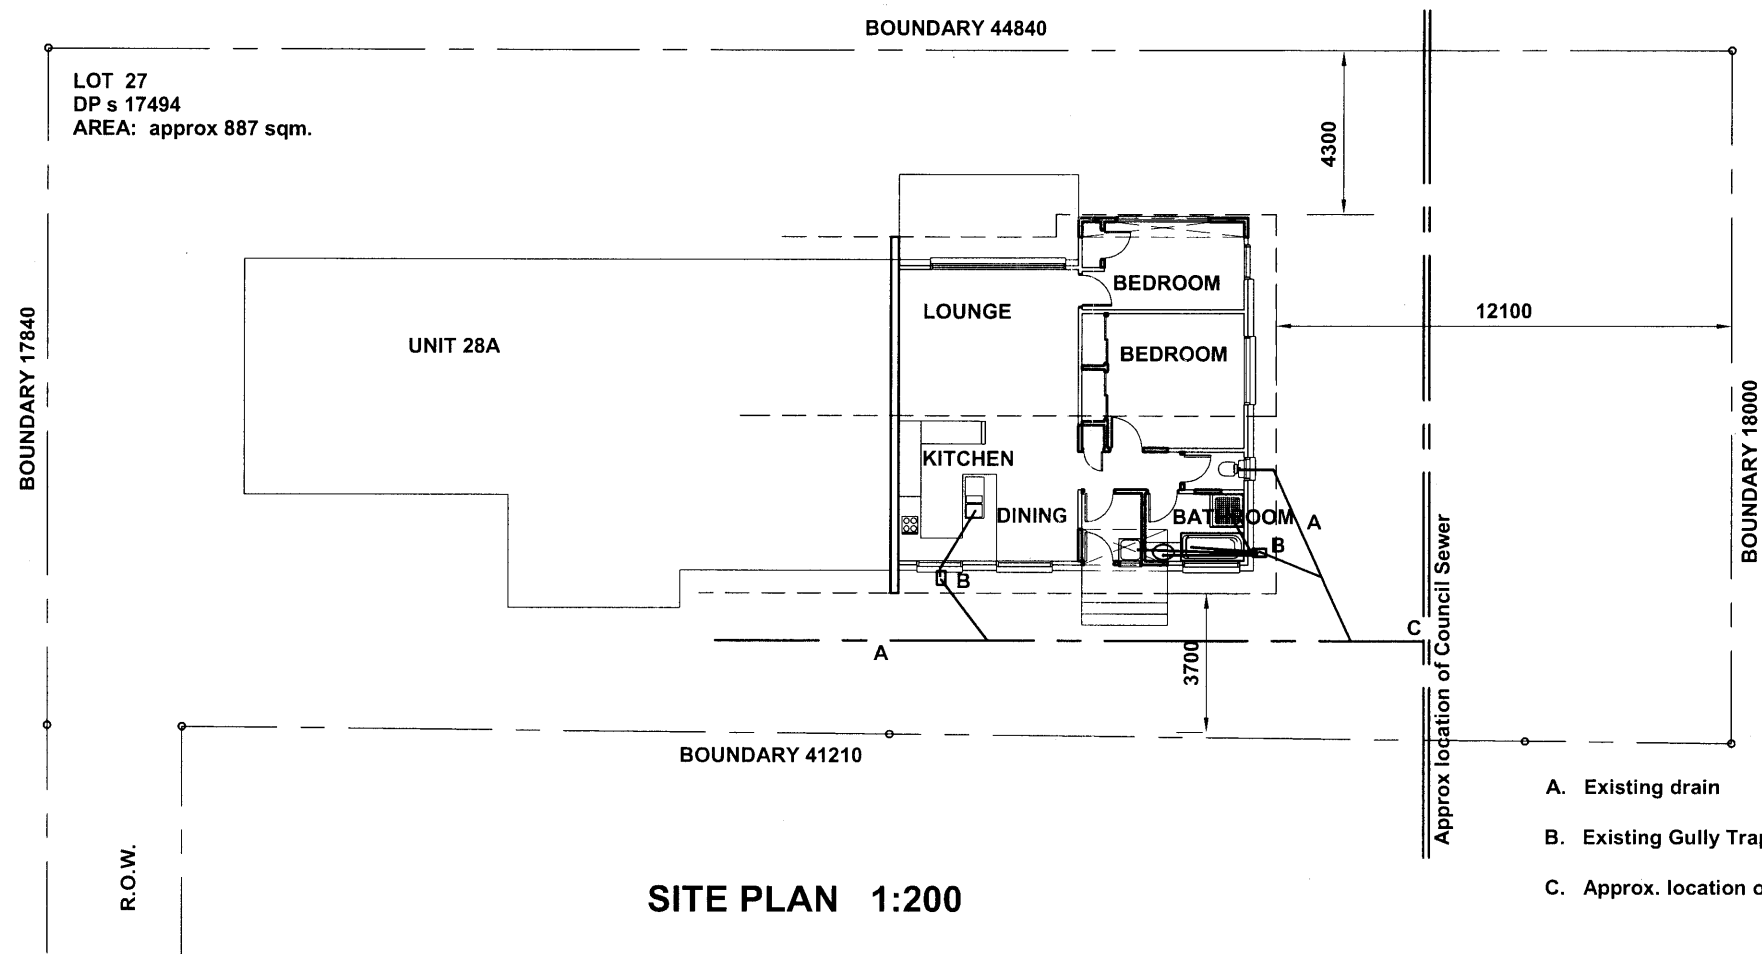 BOUNDARY 44840
LOT 27
DP s 17494
AREA: approx 887 sqm.
4300
BEDROOM
LOUNGE
12100
UNIT 28A
BEDROOM
BOUNDARY 17840
BOUNDARY 18000
KITCHEN
DINING
BATHROOM
A
B
B
C
A
3700
Approx location of Council Sewer
BOUNDARY 41210
A. Existing drain
B. Existing Gully Trap
C. Approx. location o
R.O.W.
SITE PLAN 1:200